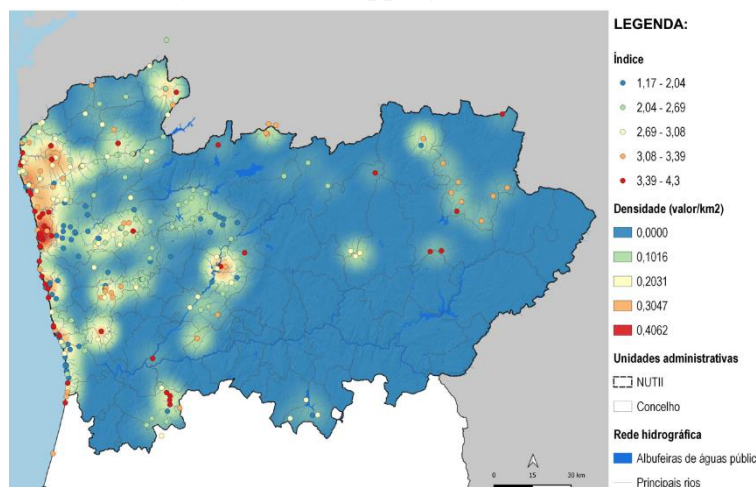 LEGENDA:
Índice
1,17 - 2,04
2,04 - 2,69
2,69 - 3,08
3,08 - 3,39
3,39 - 4,3
Densidade (valor/km2)
0,0000
0,1016
0,2031
0,3047
0,4062
Unidades administrativas
NUTII
Concelho
Rede hidrográfica
Albufeiras de águas públic
Principais rios
0 15 30 km